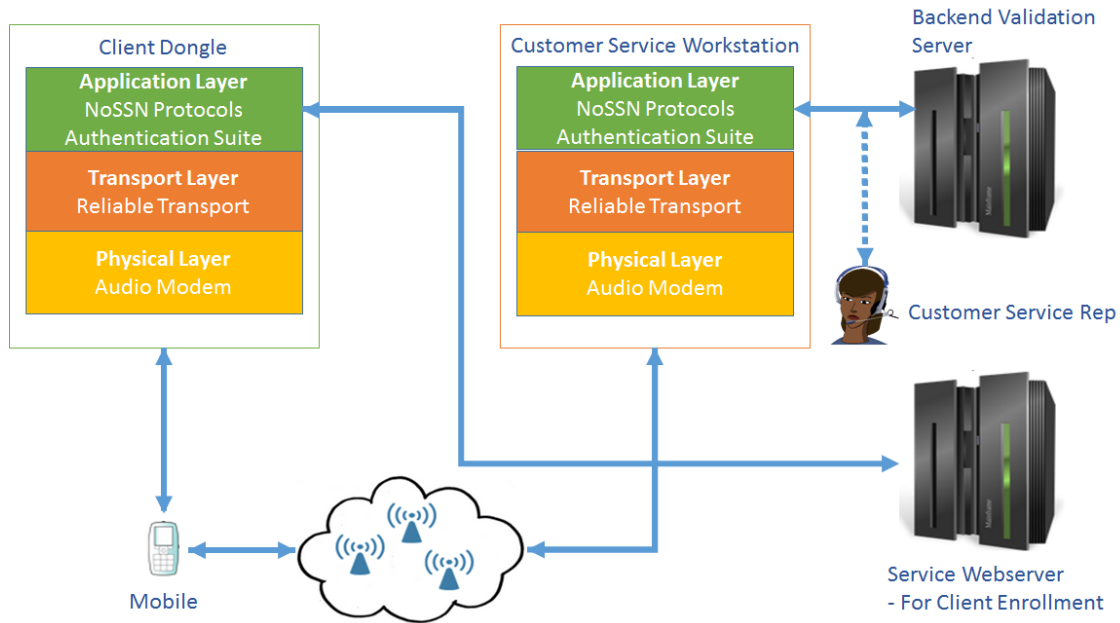 Client Dongle
Application Layer
NoSSN Protocols
Authentication Suite
Transport Layer
Reliable Transport
Physical Layer
Audio Modem
Customer Service Workstation
Application Layer
NoSSN Protocols
Authentication Suite
Transport Layer
Reliable Transport
Physical Layer
Audio Modem
Backend Validation
Server
Mainframe
Customer Service Rep
Mainframe
Service Webserver
- For Client Enrollment
Mobile